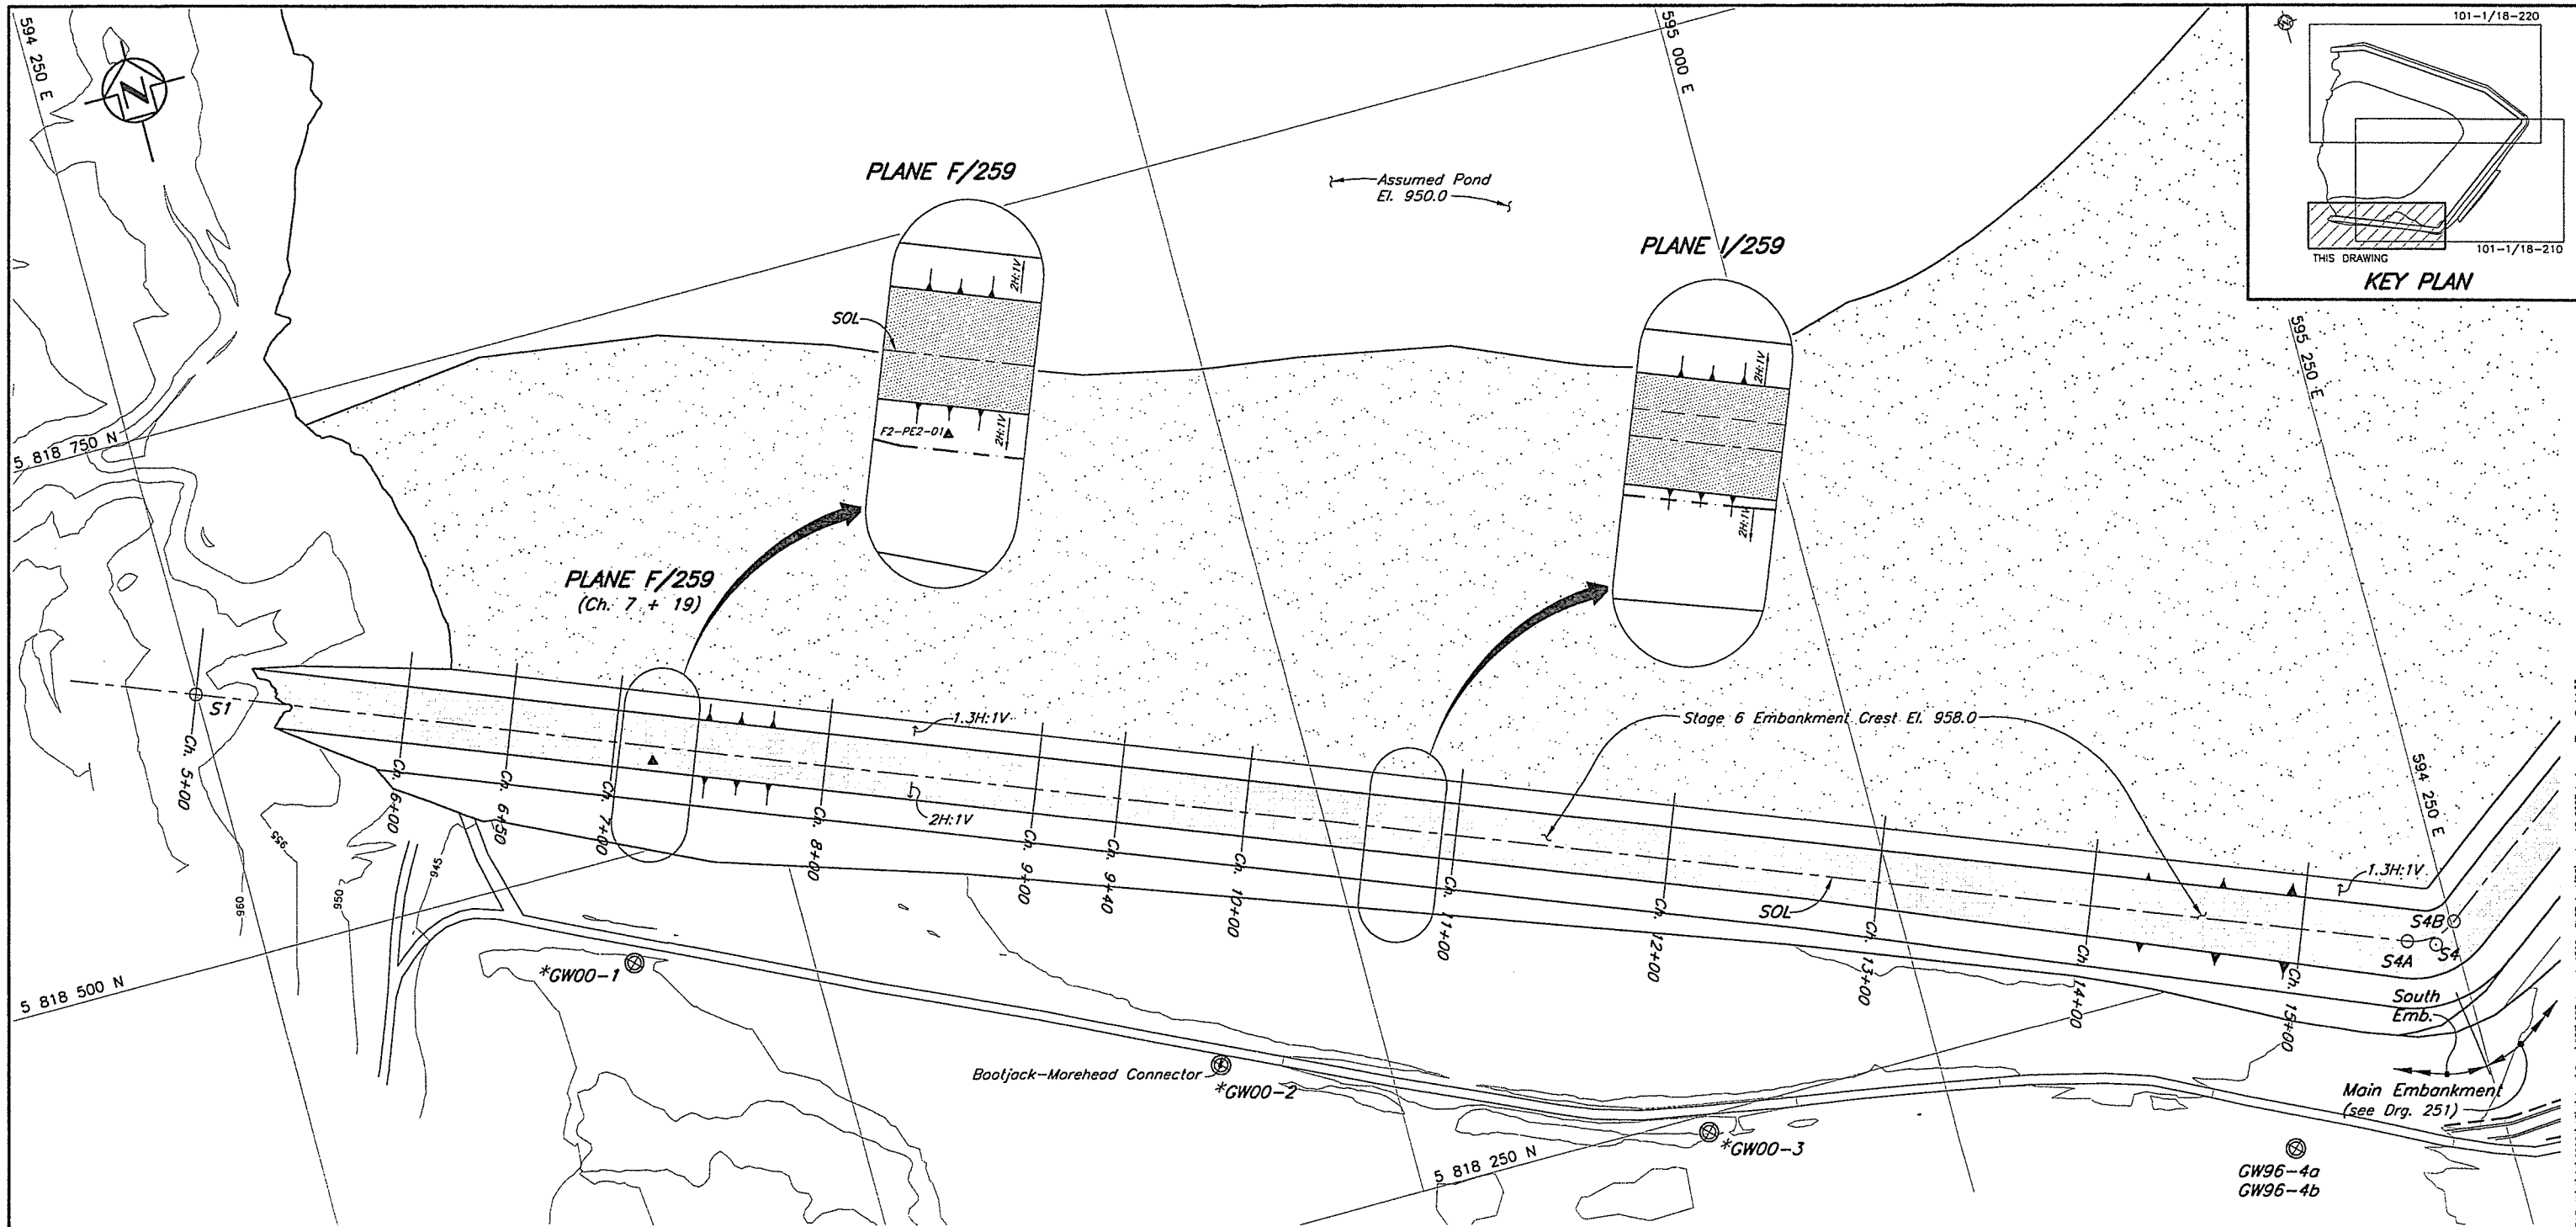 594 250 E
N
595 000 E
101-1/18-220
101-1/18-210
THIS DRAWING
KEY PLAN
PLANE F/259
Assumed Pond
El. 950.0
PLANE I/259
2H:1V
SOL
F2-PE2-01
2H:1V
2H:1V
2H:1V
595 250 E
5 818 750 N
PLANE F/259
(Ch. 7 + 19)
S1
1.3H:1V
2H:1V
Stage 6 Embankment Crest El. 958.0
SOL
1.3H:1V
594 250 E
Ch. 5+00
Ch. 6+00
Ch. 6+50
Ch. 7+00
Ch. 8+00
Ch. 9+00
Ch. 9+40
Ch. 10+00
Ch. 11+00
Ch. 12+00
Ch. 13+00
Ch. 14+00
Ch. 15+00
S4B
S4
S4A
955
960
950
945
5 818 500 N
*GW00-1
Bootjack-Morehead Connector
*GW00-2
*GW00-3
5 818 250 N
South
Emb.
Main Embankment
(see Drg. 251)
GW96-4a
GW96-4b